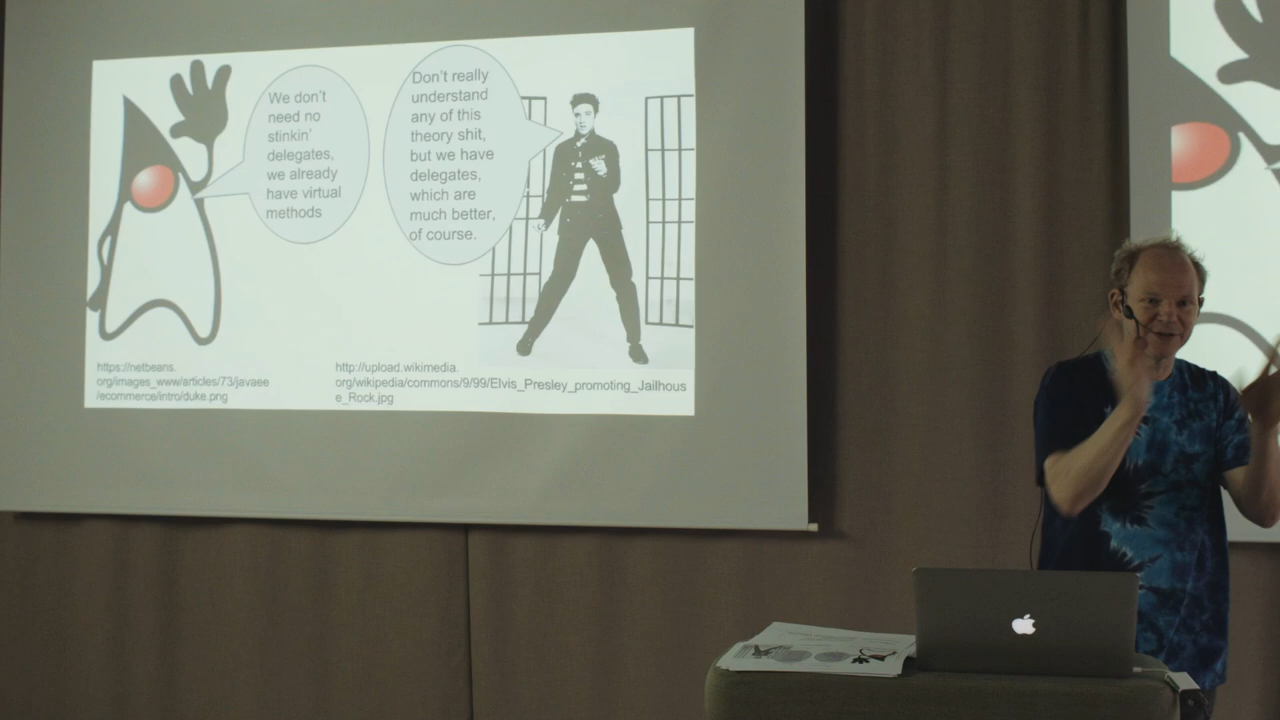 We don't
need no
stinkin'
delegates,
we already
have virtual
methods
Don't really
understand
any of this
theory shit,
but we have
delegates,
which are
much better,
of course.
https://netbeans.
org/images_www/articles/73/javaee
/ecommerce/intro/duke.png
http://upload.wikimedia.
org/wikipedia/commons/9/99/Elvis_Presley_promoting_Jailhous
e_Rock.jpg